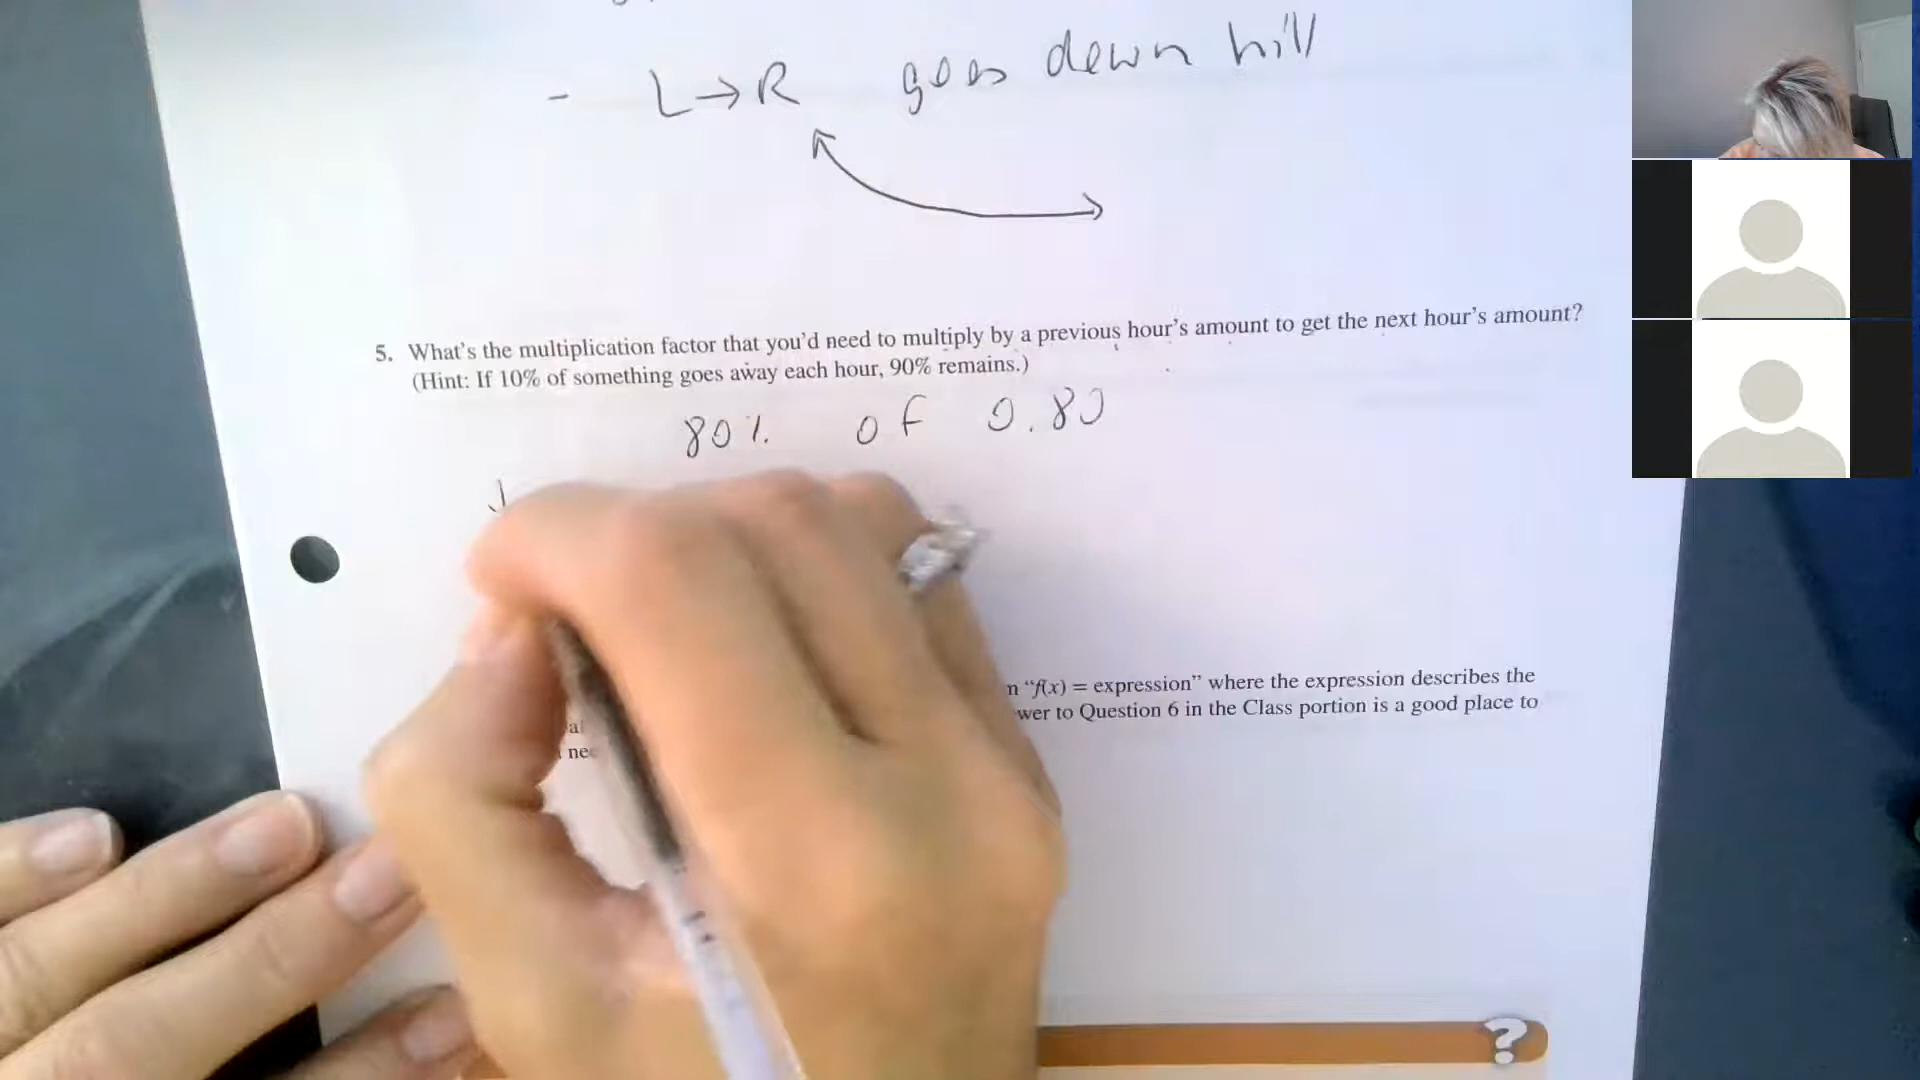 - L→R goes down hill
5. What's the multiplication factor that you'd need to multiply by a previous hour's amount to get the next hour's amount?
(Hint: If 10% of something goes away each hour, 90% remains.)
80% of 0.80
“f(x) = expression” where the expression describes the
to Question 6 in the Class portion is a good place to
?